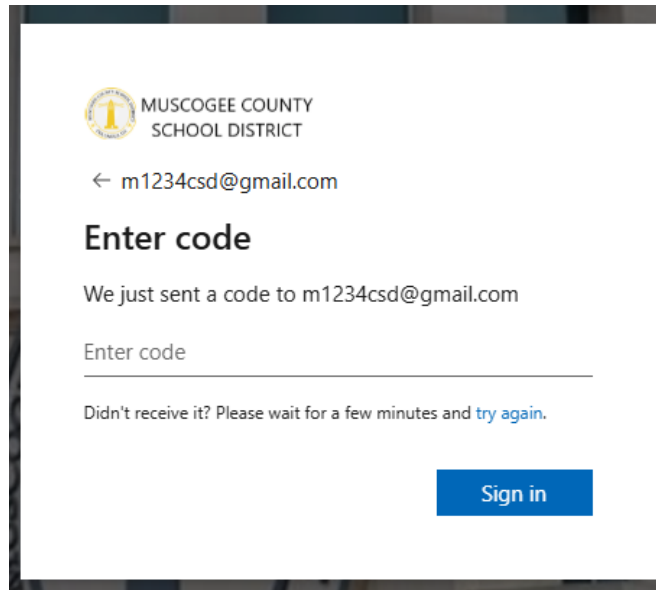 MUSCOGEE COUNTY
SCHOOL DISTRICT
← m1234csd@gmail.com
Enter code
We just sent a code to m1234csd@gmail.com
Enter code
Didn't receive it? Please wait for a few minutes and try again.
Sign in